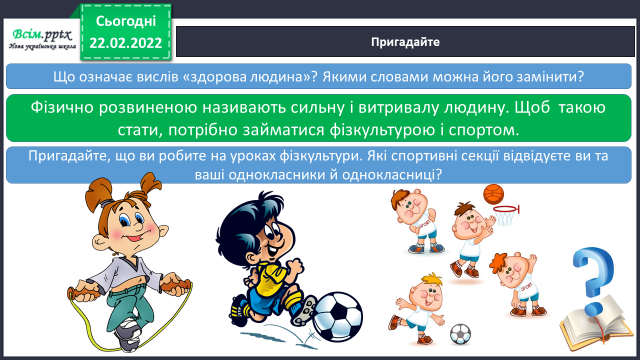 Всім.pptx
Нова українська школа
Сьогодні
22.02.2022
Пригадайте
Що означає вислів «здорова людина»? Якими словами можна його замінити?
Фізично розвиненою називають сильну і витривалу людину. Щоб такою
стати, потрібно займатися фізкультурою і спортом.
Пригадайте, що ви робите на уроках фізкультури. Які спортивні секції відвідуєте ви та
ваші однокласники й однокласниці?